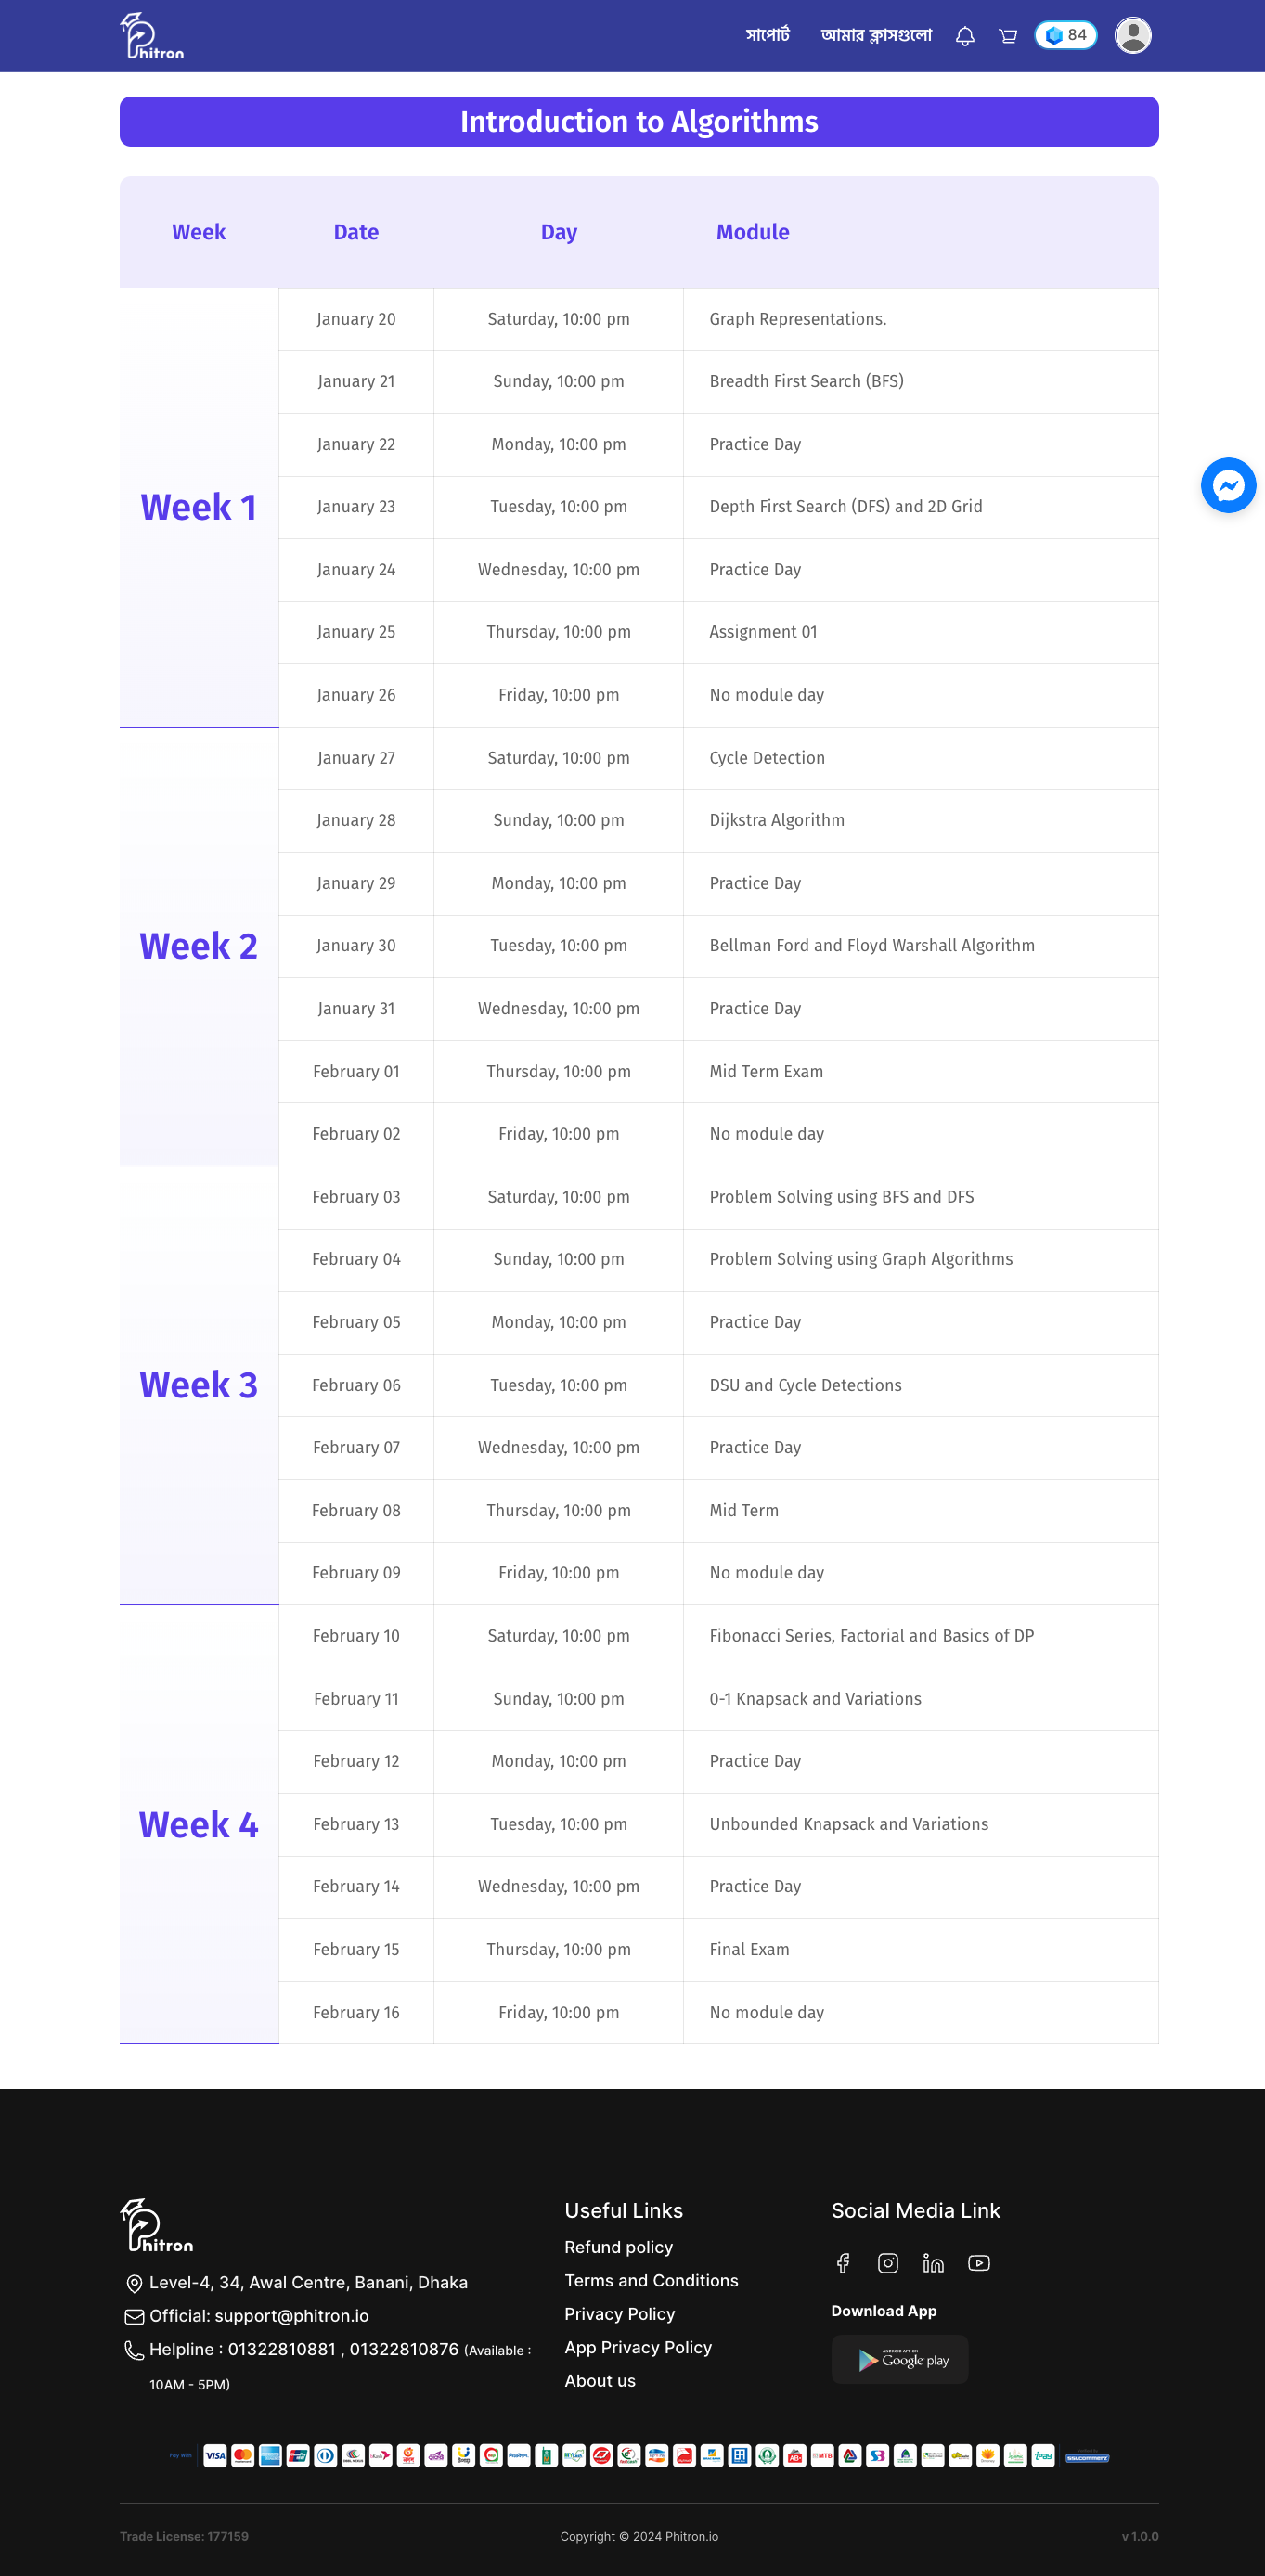 Phitron
সাপোর্ট
আমার ক্লাসগুলো
84
Introduction to Algorithms
Week Date Day Module
Week 1
January 20 Saturday, 10:00 pm Graph Representations.
January 21 Sunday, 10:00 pm Breadth First Search (BFS)
January 22 Monday, 10:00 pm Practice Day
January 23 Tuesday, 10:00 pm Depth First Search (DFS) and 2D Grid
January 24 Wednesday, 10:00 pm Practice Day
January 25 Thursday, 10:00 pm Assignment 01
January 26 Friday, 10:00 pm No module day
Week 2
January 27 Saturday, 10:00 pm Cycle Detection
January 28 Sunday, 10:00 pm Dijkstra Algorithm
January 29 Monday, 10:00 pm Practice Day
January 30 Tuesday, 10:00 pm Bellman Ford and Floyd Warshall Algorithm
January 31 Wednesday, 10:00 pm Practice Day
February 01 Thursday, 10:00 pm Mid Term Exam
February 02 Friday, 10:00 pm No module day
Week 3
February 03 Saturday, 10:00 pm Problem Solving using BFS and DFS
February 04 Sunday, 10:00 pm Problem Solving using Graph Algorithms
February 05 Monday, 10:00 pm Practice Day
February 06 Tuesday, 10:00 pm DSU and Cycle Detections
February 07 Wednesday, 10:00 pm Practice Day
February 08 Thursday, 10:00 pm Mid Term
February 09 Friday, 10:00 pm No module day
Week 4
February 10 Saturday, 10:00 pm Fibonacci Series, Factorial and Basics of DP
February 11 Sunday, 10:00 pm 0-1 Knapsack and Variations
February 12 Monday, 10:00 pm Practice Day
February 13 Tuesday, 10:00 pm Unbounded Knapsack and Variations
February 14 Wednesday, 10:00 pm Practice Day
February 15 Thursday, 10:00 pm Final Exam
February 16 Friday, 10:00 pm No module day
Phitron
Level-4, 34, Awal Centre, Banani, Dhaka
Official: support@phitron.io
Helpline : 01322810881 , 01322810876 (Available :
10AM - 5PM)
Useful Links
Refund policy
Terms and Conditions
Privacy Policy
App Privacy Policy
About us
Social Media Link
Download App
ANDROID APP ON
Google play
Pay With
VISA
MTB
SSLCOMMERZ
Trade License: 177159
Copyright © 2024 Phitron.io
v 1.0.0